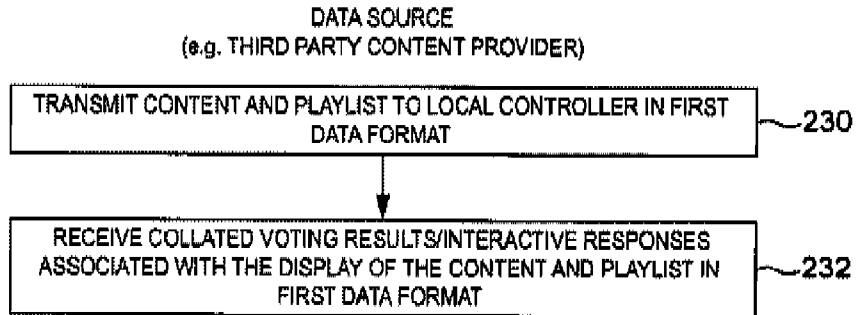 DATA SOURCE
(e.g. THIRD PARTY CONTENT PROVIDER)
TRANSMIT CONTENT AND PLAYLIST TO LOCAL CONTROLLER IN FIRST
DATA FORMAT
230
RECEIVE COLLATED VOTING RESULTS/INTERACTIVE RESPONSES
ASSOCIATED WITH THE DISPLAY OF THE CONTENT AND PLAYLIST IN
FIRST DATA FORMAT
232